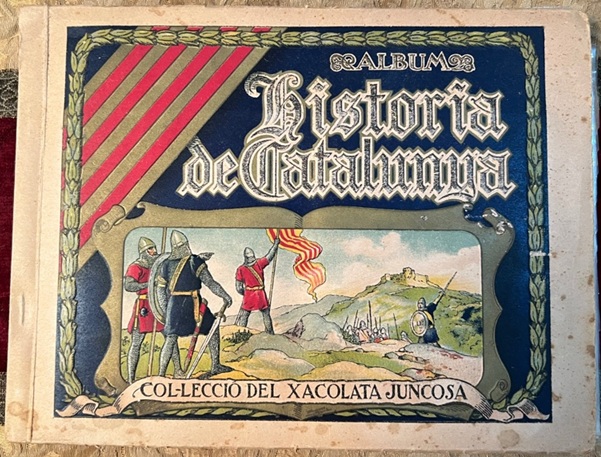 ALBUM
Historia
de Catalunya
COL·LECCIÓ DEL XACOLATA JUNCOSA